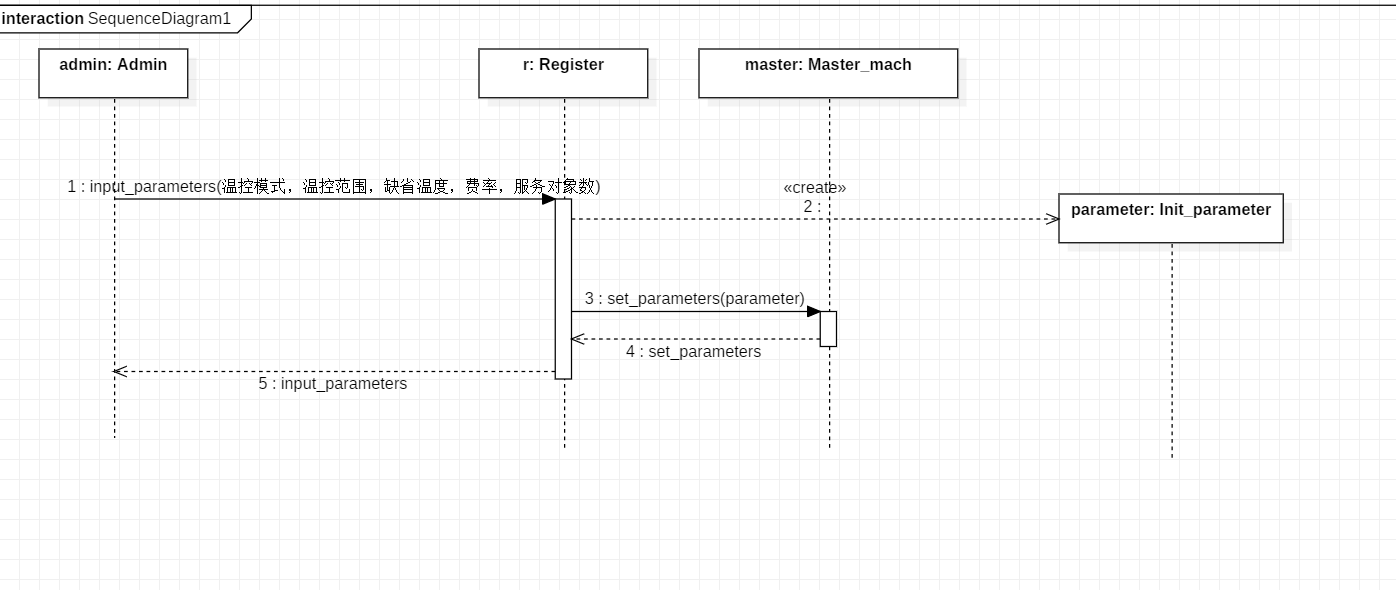 interaction SequenceDiagram1
admin: Admin
r: Register
master: Master_mach
1 : input_parameters(温控模式，温控范围，缺省温度，费率，服务对象数)
«create»
2 :
parameter: Init_parameter
3 : set_parameters(parameter)
4 : set_parameters
5 : input_parameters